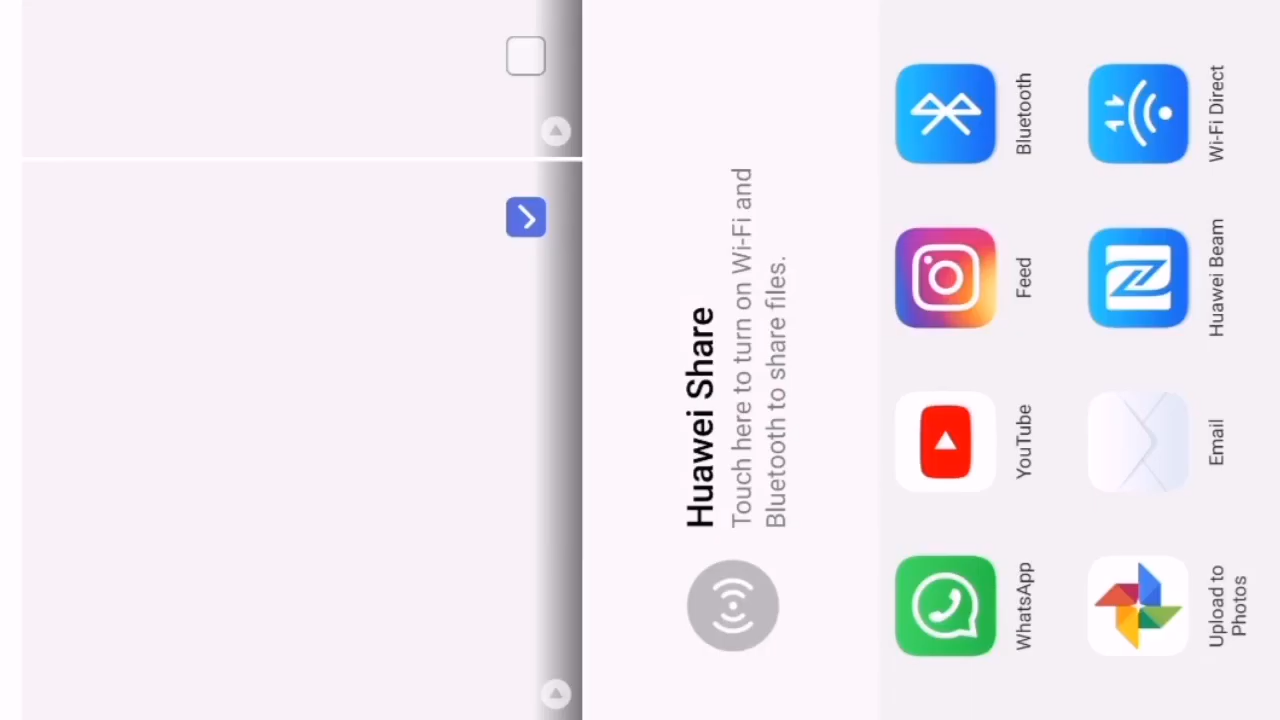 Huawei Share
Touch here to turn on Wi-Fi and
Bluetooth to share files.
WhatsApp
YouTube
Feed
Bluetooth
Upload to
Photos
Email
Huawei Beam
Wi-Fi Direct